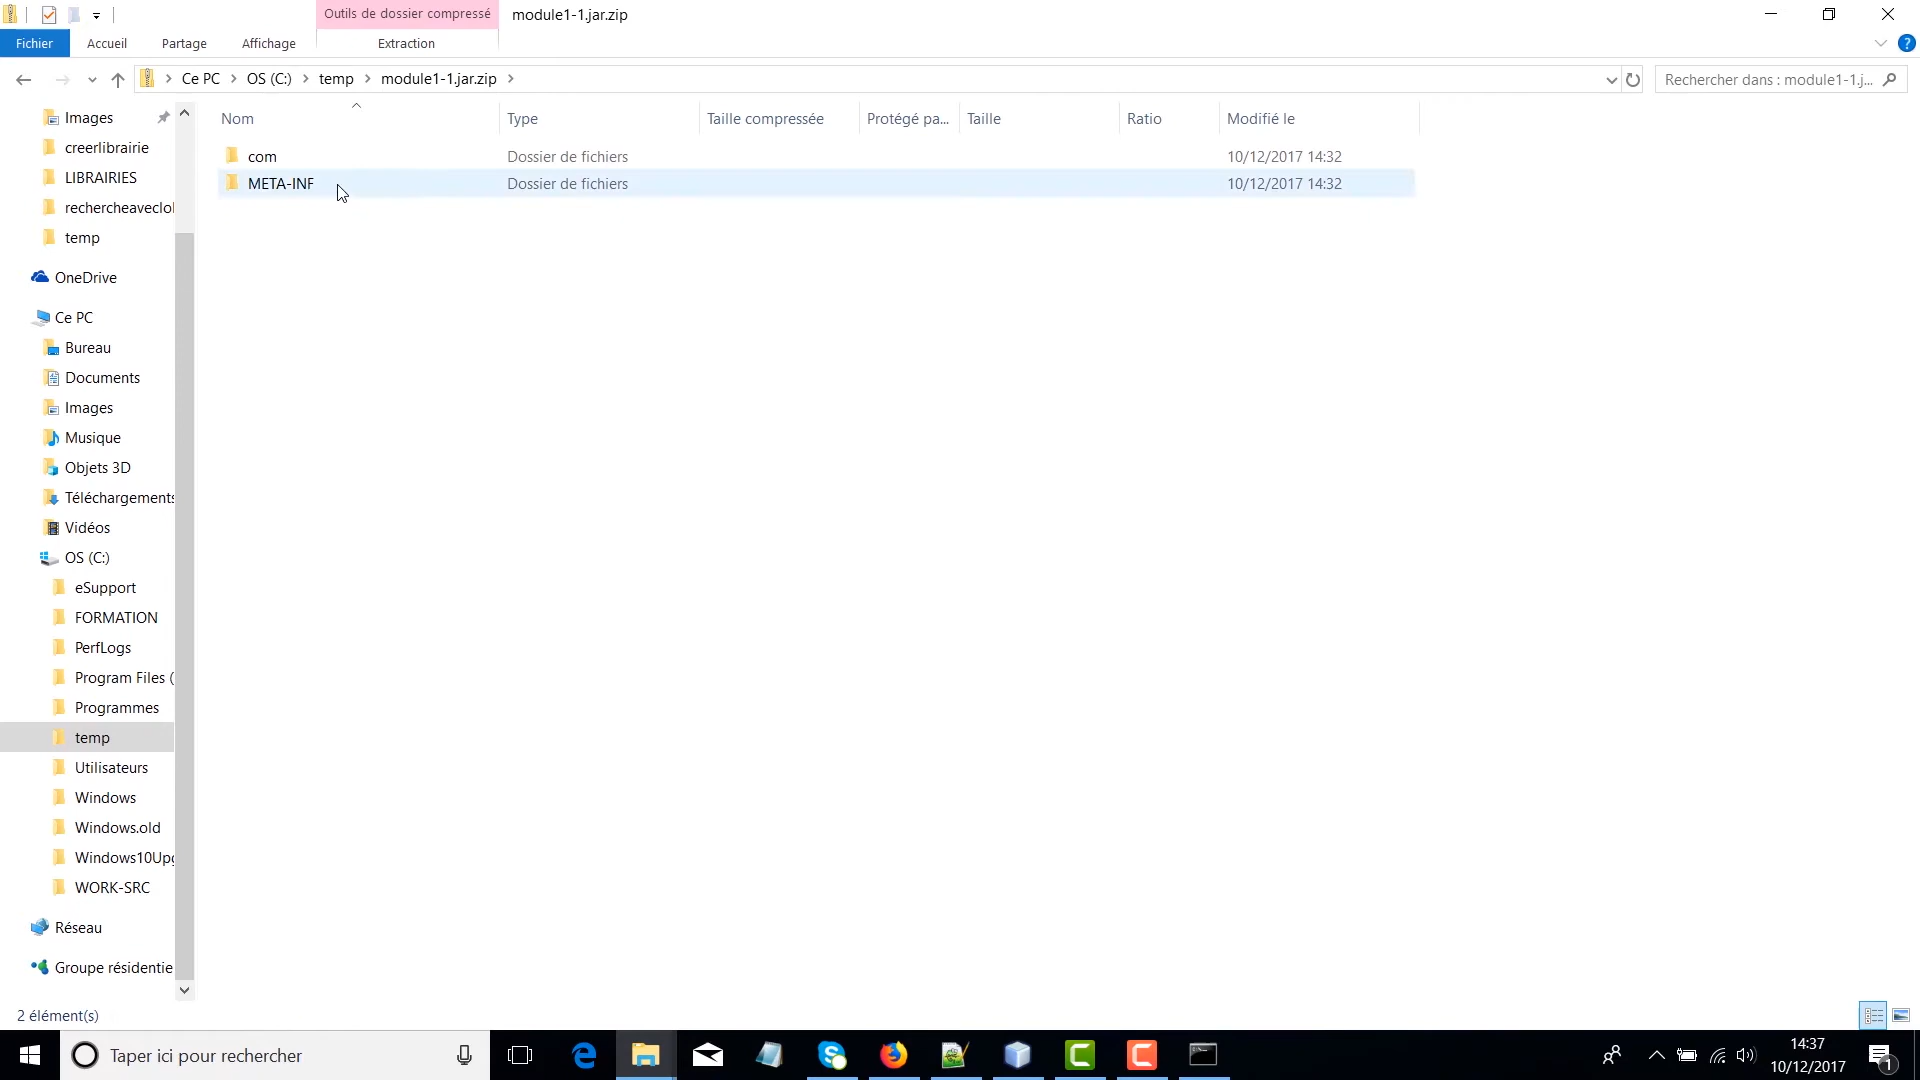 Outils de dossier compressé
module1-1.jar.zip
Fichier
Accueil
Partage
Affichage
Extraction
Ce PC
OS (C:)
temp
module1-1.jar.zip
Rechercher dans : module1-1.j...
Nom
Type
Taille compressée
Protégé pa...
Taille
Ratio
Modifié le
com
Dossier de fichiers
10/12/2017 14:32
META-INF
Dossier de fichiers
10/12/2017 14:32
Images
creerlibrairie
LIBRAIRIES
rechercheaveclol
temp
OneDrive
Ce PC
Bureau
Documents
Images
Musique
Objets 3D
Téléchargements
Vidéos
OS (C:)
eSupport
FORMATION
PerfLogs
Program Files (
Programmes
temp
Utilisateurs
Windows
Windows.old
Windows10Upg
WORK-SRC
Réseau
Groupe résidentie
2 élément(s)
Taper ici pour rechercher
14:37
10/12/2017
1